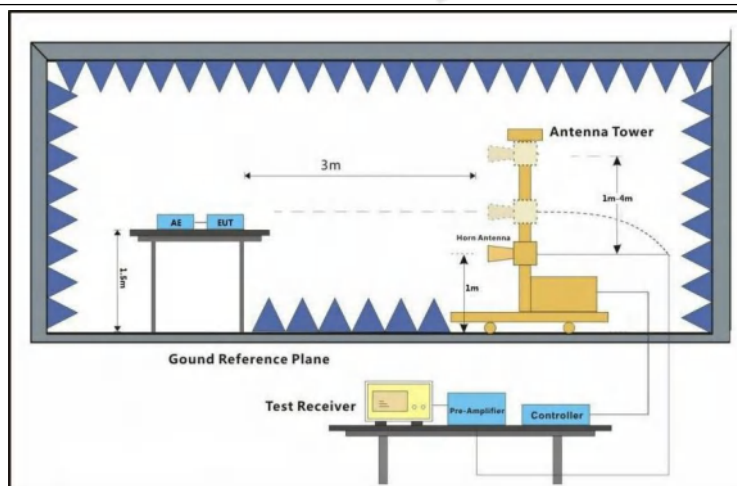 Antenna Tower
3m
1m-4m
AE
EUT
Horn Antenna
1.5m
1m
Gound Reference Plane
Test Receiver
Pre-Amplifier
Controller